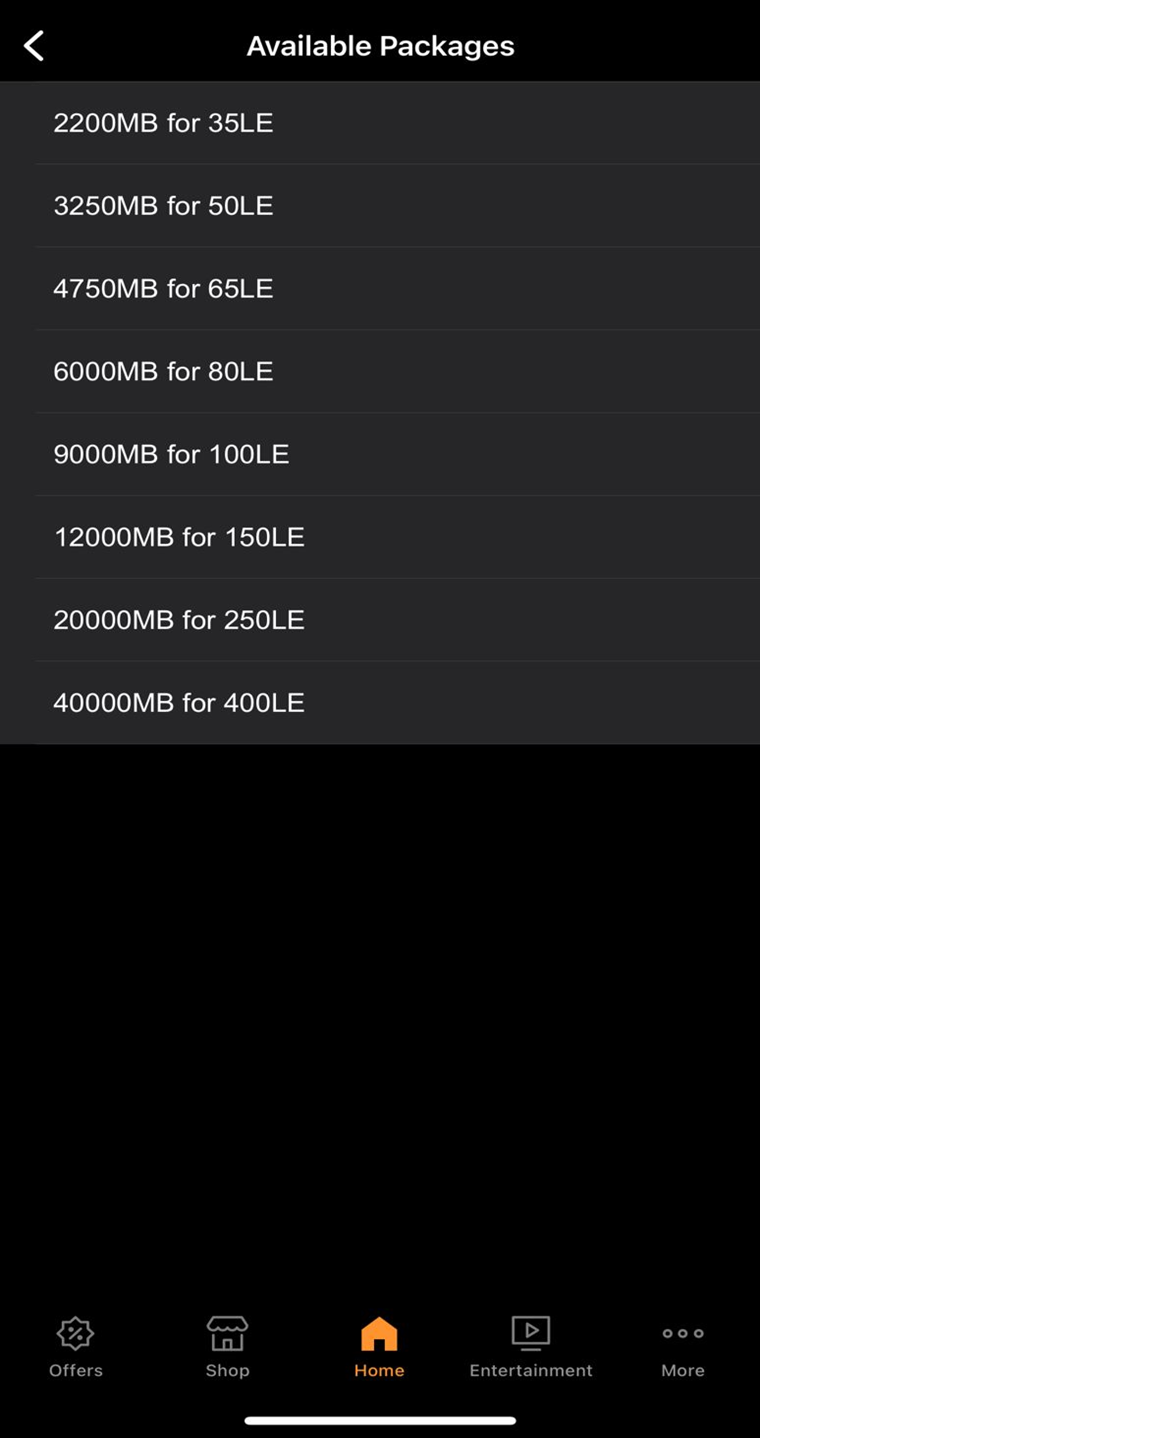 Available Packages
2200MB for 35LE
3250MB for 50LE
4750MB for 65LE
6000MB for 80LE
9000MB for 100LE
12000MB for 150LE
20000MB for 250LE
40000MB for 400LE
Offers Shop Home Entertainment More